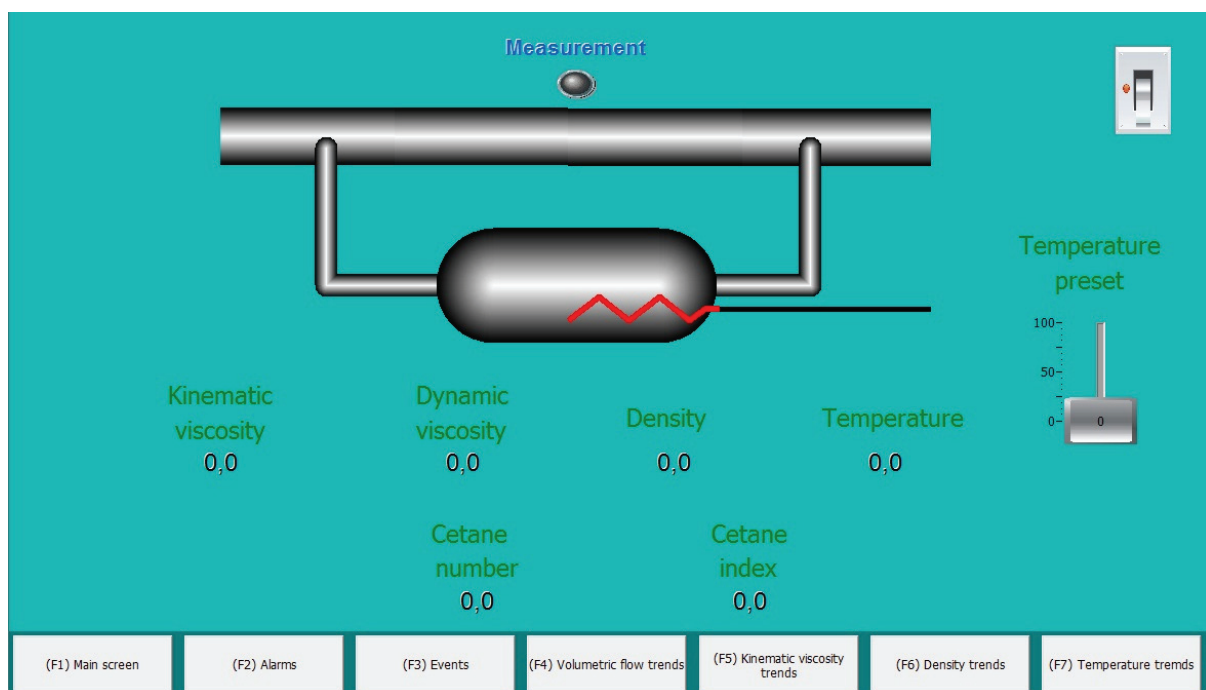 Measurement
Temperature
preset
100
50
0
0
Kinematic
viscosity
0,0
Dynamic
viscosity
0,0
Density
0,0
Temperature
0,0
Cetane
number
0,0
Cetane
index
0,0
(F1) Main screen
(F2) Alarms
(F3) Events
(F4) Volumetric flow trends
(F5) Kinematic viscosity
trends
(F6) Density trends
(F7) Temperature tremds